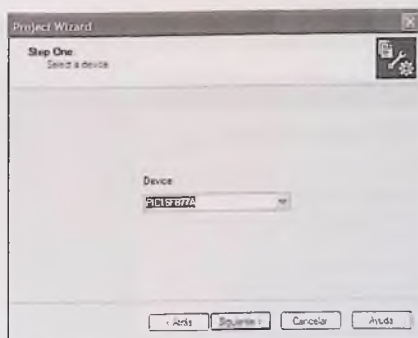 Project Wizard
Step One:
Select a device
Device:
PIC16F877A
< Atrás
Siguiente >
Cancelar
Ayuda